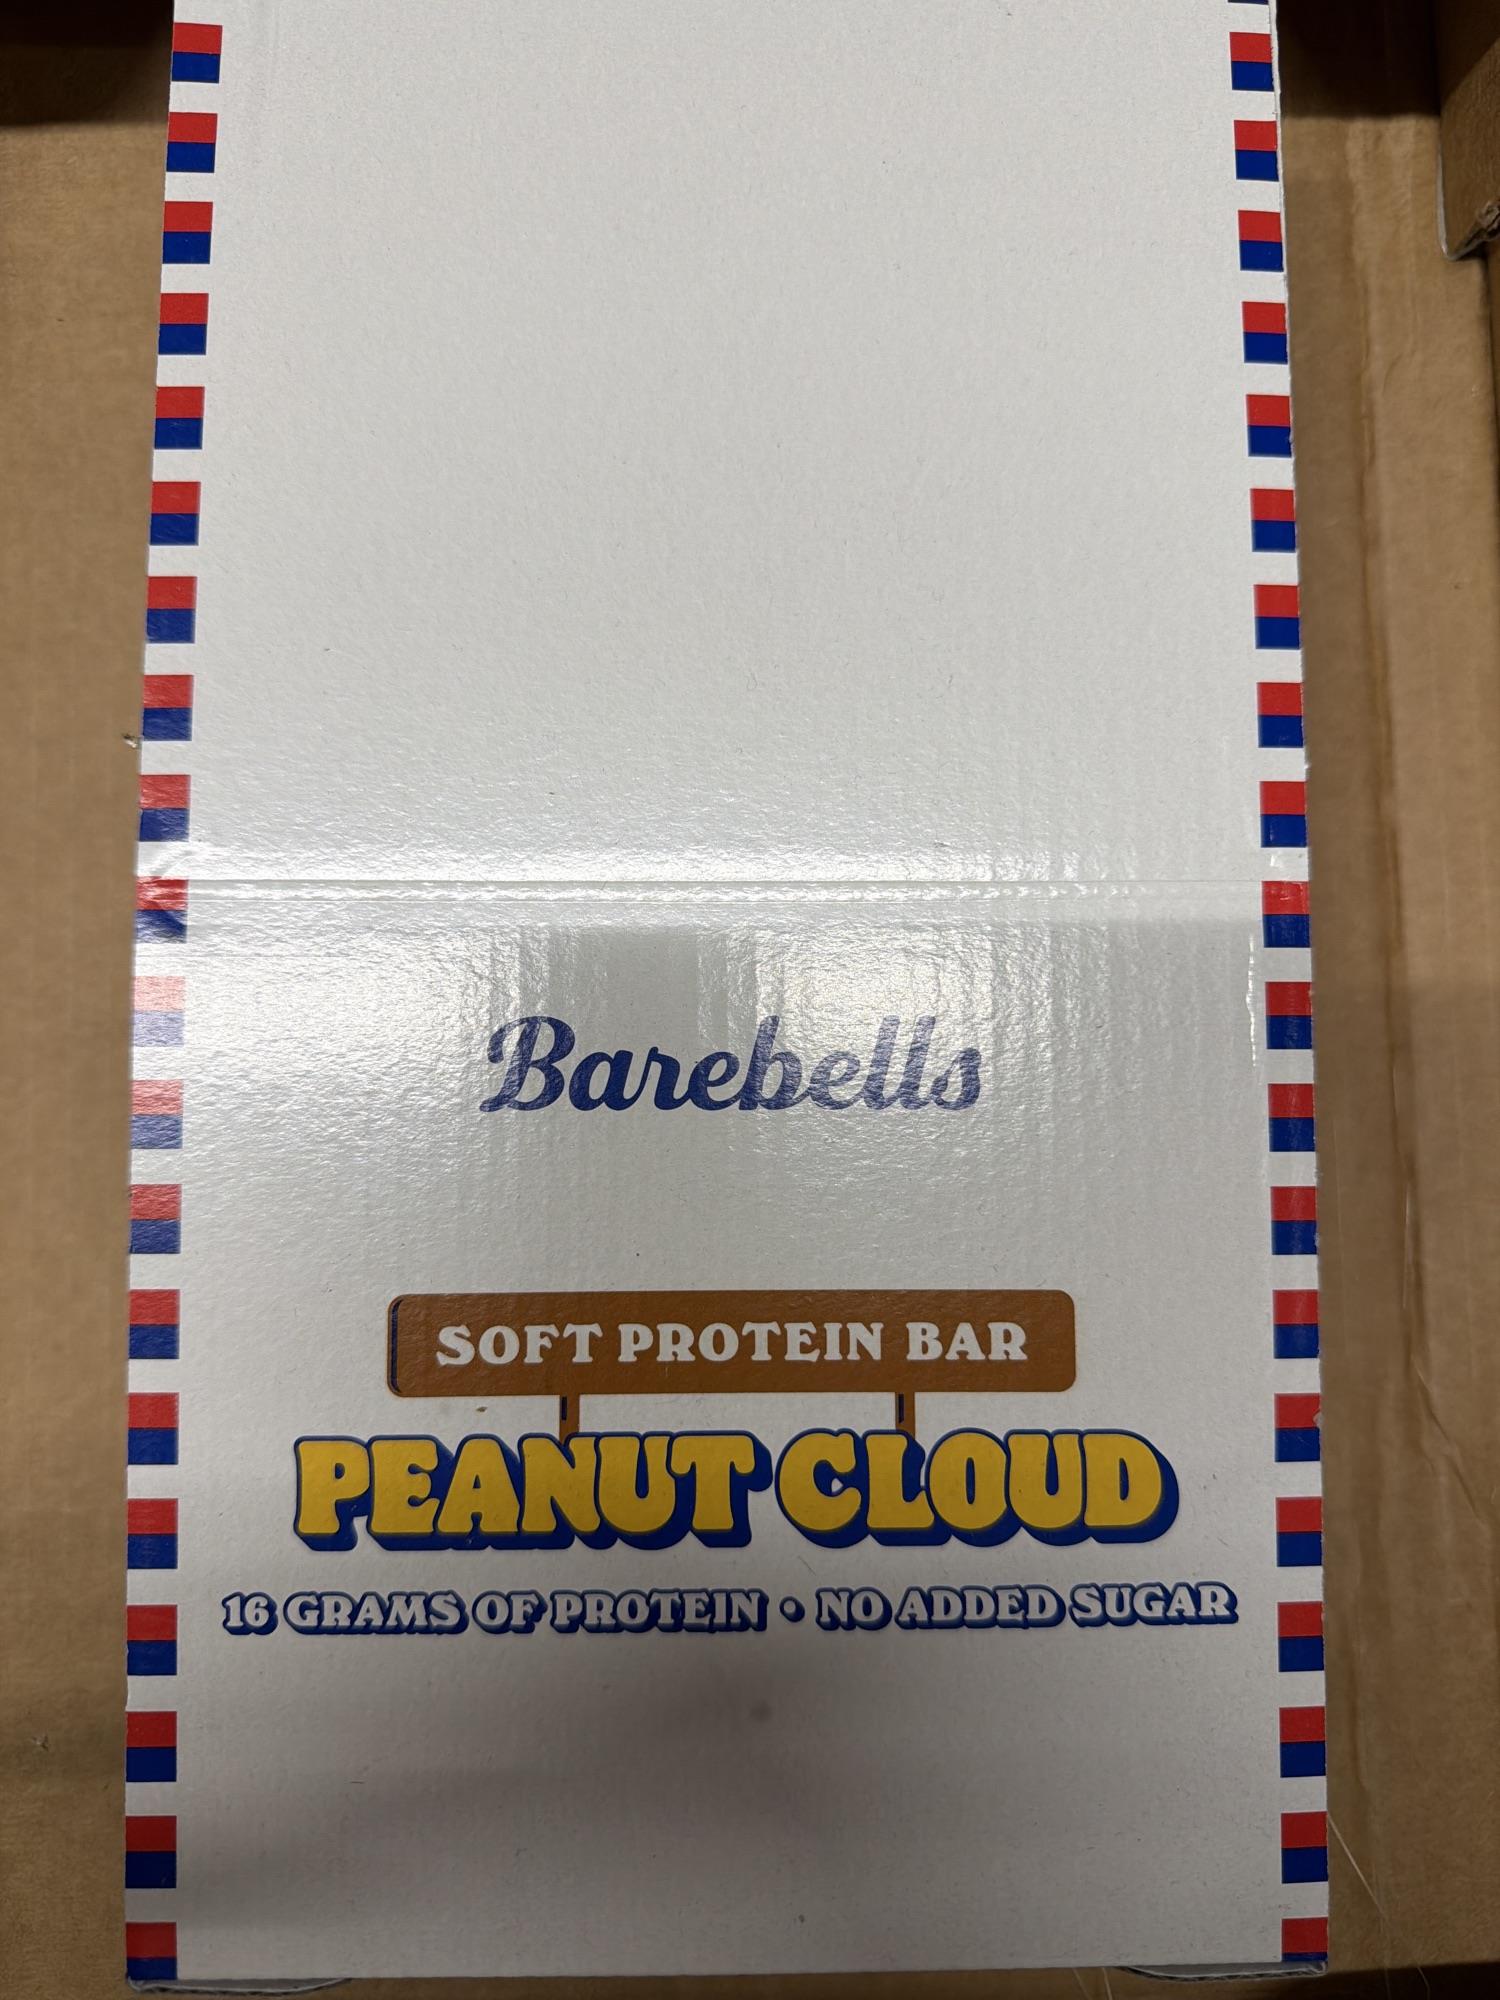 Barebells
SOFT PROTEIN BAR
PEANUT CLOUD
16 GRAMS OF PROTEIN • NO ADDED SUGAR